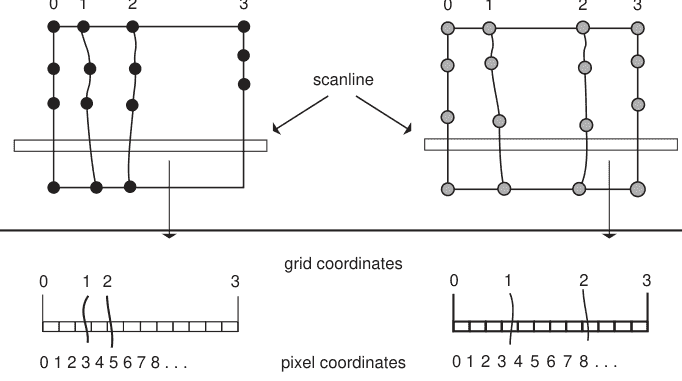 0 1 2 3
0 1 2 3
scanline
grid coordinates
0 1 2 3
0 1 2 3
0 1 2 3 4 5 6 7 8 . . .
pixel coordinates
0 1 2 3 4 5 6 7 8 . . .